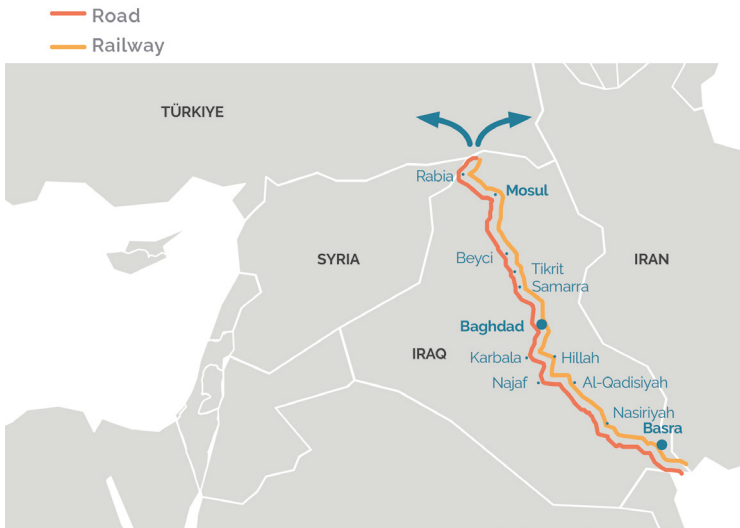 Road
Railway
TÜRKIYE
Rabia
Mosul
SYRIA
Beyci
IRAN
Tikrit
Samarra
Baghdad
IRAQ
Karbala
Hillah
Najaf
Al-Qadisiyah
Nasiriyah
Basra